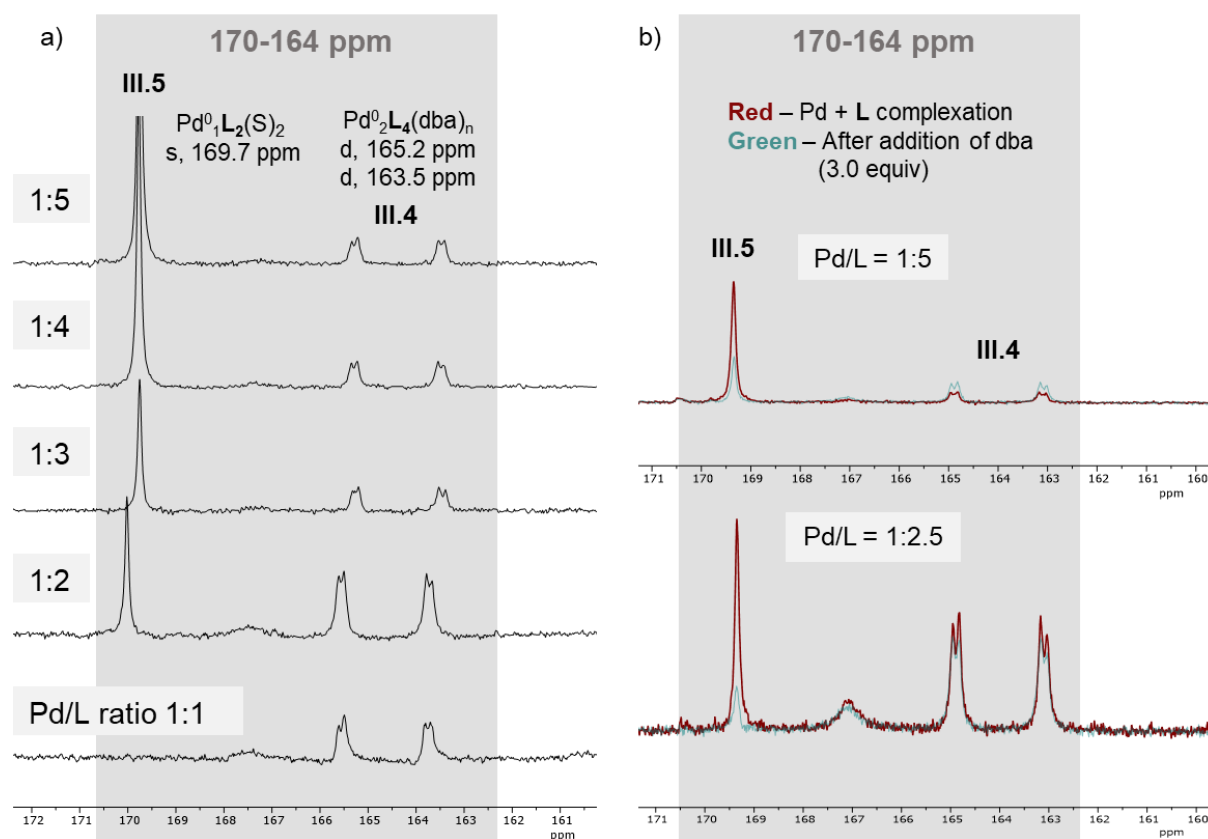 a)
170-164 ppm
III.5
Pd⁰₁L₂(S)₂
s, 169.7 ppm
Pd⁰₂L₄(dba)ₙ
d, 165.2 ppm
d, 163.5 ppm
III.4
1:5
1:4
1:3
1:2
Pd/L ratio 1:1
172 170 169 168 167 166 165 164 163 162 161
ppm
b)
170-164 ppm
Red – Pd + L complexation
Green – After addition of dba
(3.0 equiv)
III.5
Pd/L = 1:5
III.4
171 170 169 168 167 166 165 164 163 162 161 160
ppm
Pd/L = 1:2.5
171 170 169 168 167 166 165 164 163 162 161 160
ppm